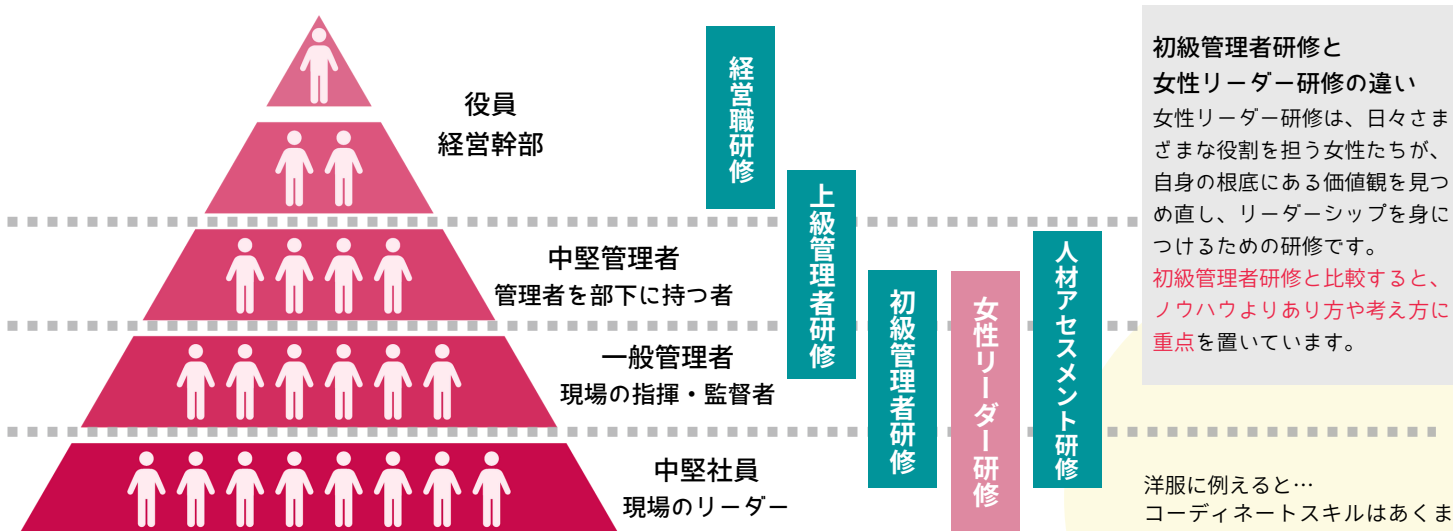 役員
経営幹部
中堅管理者
管理者を部下に持つ者
一般管理者
現場の指揮・監督者
中堅社員
現場のリーダー
経営職研修
上級管理者研修
初級管理者研修
女性リーダー研修
人材アセスメント研修
初級管理者研修と
女性リーダー研修の違い
女性リーダー研修は、日々さま
ざまな役割を担う女性たちが、
自身の根底にある価値観を見つ
め直し、リーダーシップを身に
つけるための研修です。
初級管理者研修と比較すると、
ノウハウよりあり方や考え方に
重点を置いています。
洋服に例えると…
コーディネートスキルはあくま